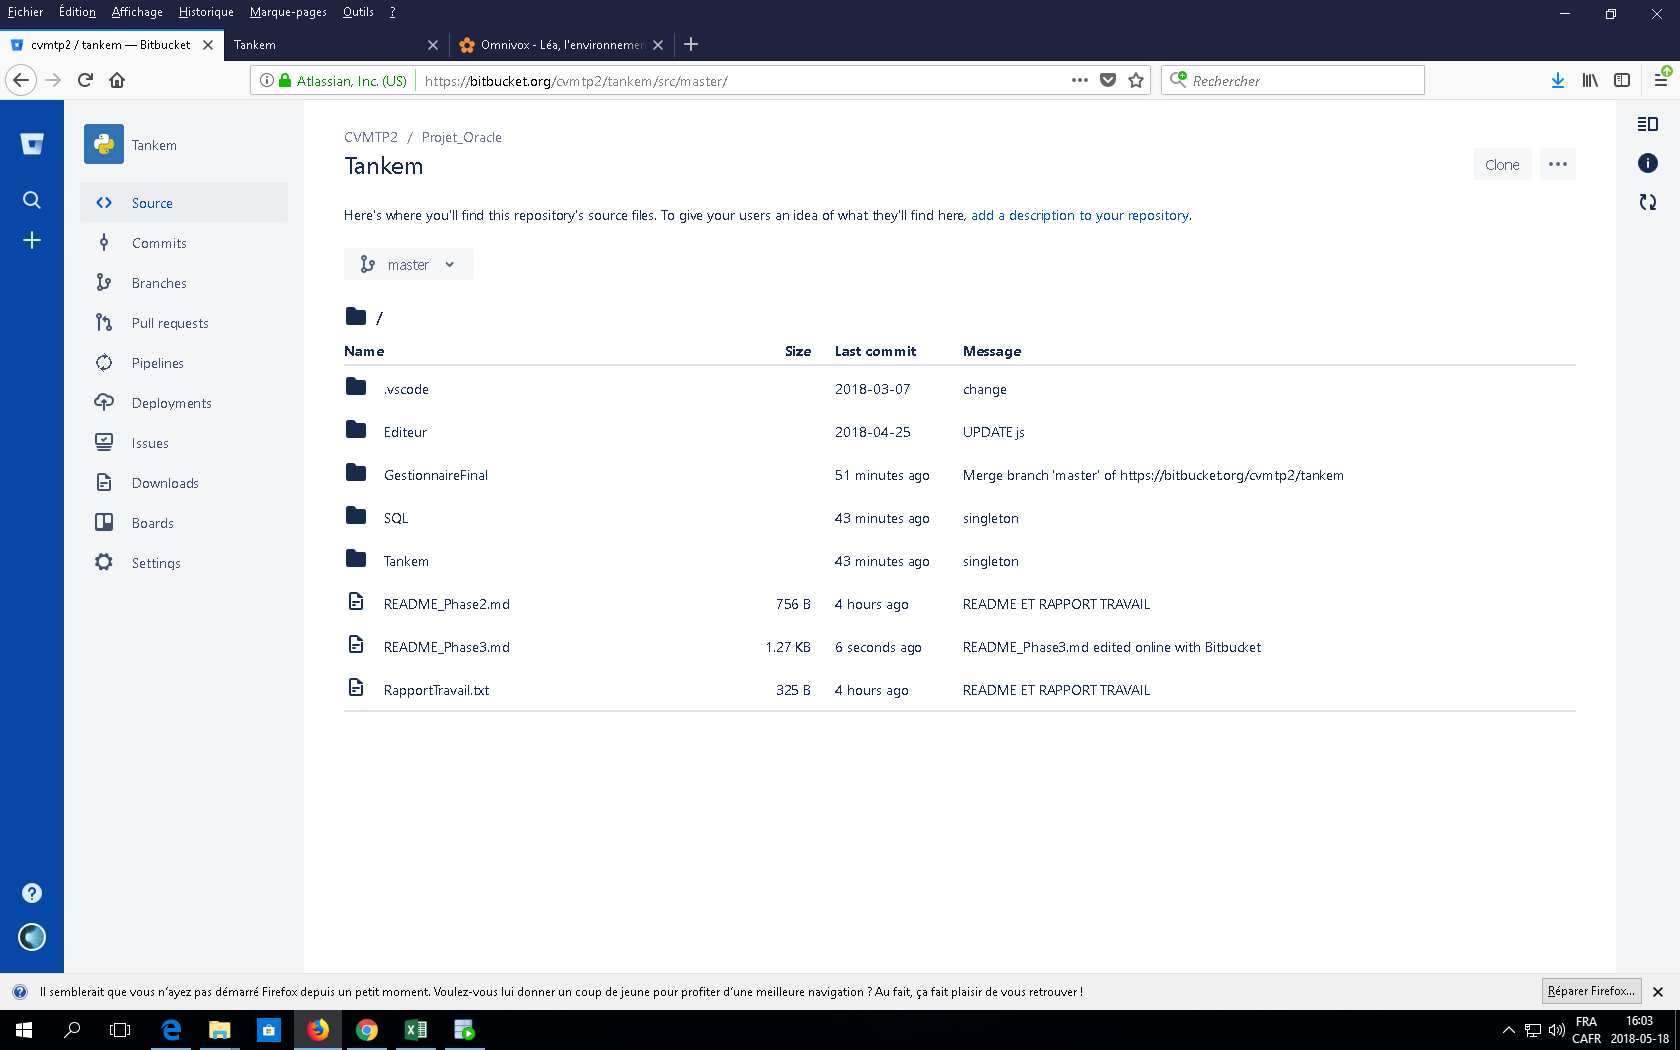 Fichier Édition Affichage Historique Marque-pages Outils ?
cvmtp2 / tankem — Bitbucket
Tankem
Omnivox - Léa, l'environnemen
Atlassian, Inc. (US)
https://bitbucket.org/cvmtp2/tankem/src/master/
Rechercher
Tankem
Source
Commits
Branches
Pull requests
Pipelines
Deployments
Issues
Downloads
Boards
Settings
CVMTP2 / Projet_Oracle
Tankem
Clone
Here's where you'll find this repository's source files. To give your users an idea of what they'll find here, add a description to your repository.
master
/
Name Size Last commit Message
.vscode 2018-03-07 change
Editeur 2018-04-25 UPDATE js
GestionnaireFinal 51 minutes ago Merge branch 'master' of https://bitbucket.org/cvmtp2/tankem
SQL 43 minutes ago singleton
Tankem 43 minutes ago singleton
README_Phase2.md 756 B 4 hours ago README ET RAPPORT TRAVAIL
README_Phase3.md 1.27 KB 6 seconds ago README_Phase3.md edited online with Bitbucket
RapportTravail.txt 325 B 4 hours ago README ET RAPPORT TRAVAIL
Il semblerait que vous n'ayez pas démarré Firefox depuis un petit moment. Voulez-vous lui donner un coup de jeune pour profiter d'une meilleure navigation ? Au fait, ça fait plaisir de vous retrouver !
Réparer Firefox...
FRA
CAFR
16:03
2018-05-18